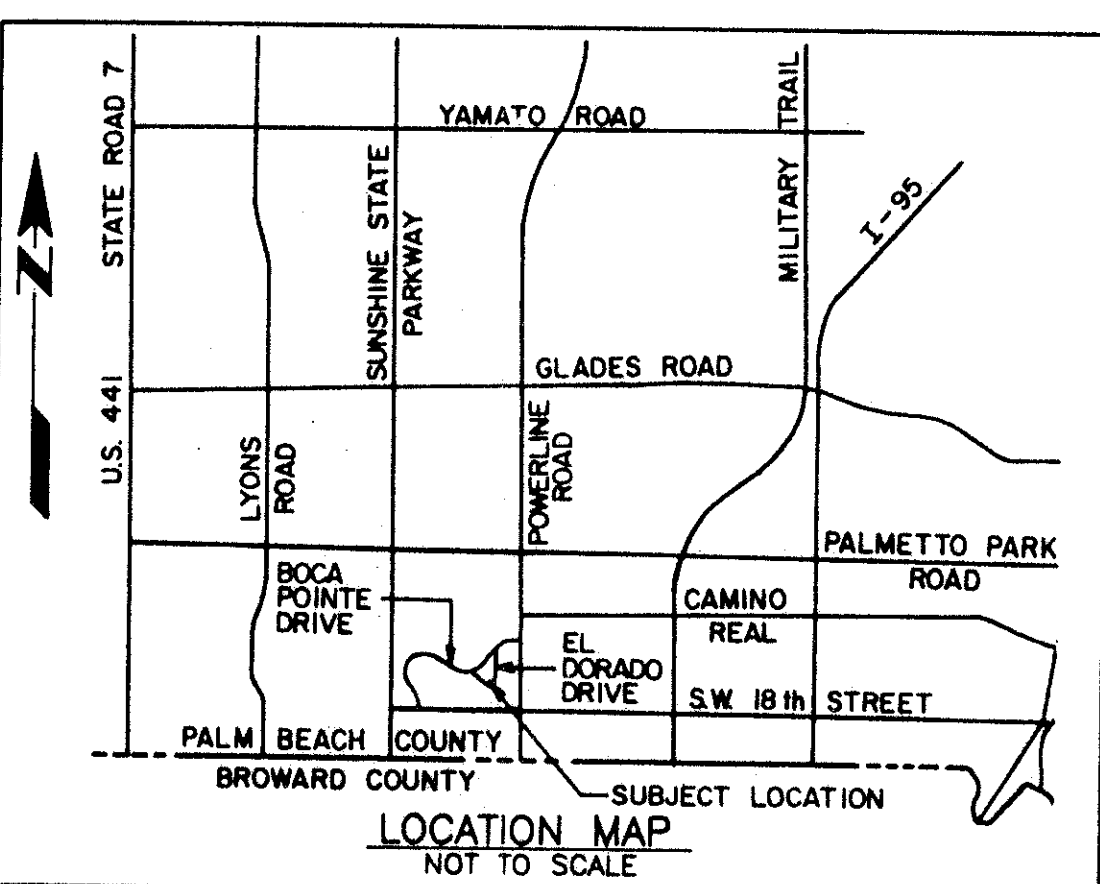 STATE ROAD 7
U.S. 441
N
YAMATO ROAD
MILITARY TRAIL
I-95
SUNSHINE STATE
PARKWAY
GLADES ROAD
LYONS
ROAD
POWERLINE
ROAD
PALMETTO PARK
ROAD
BOCA
POINTE
DRIVE
CAMINO
REAL
EL
DORADO
DRIVE
S.W. 18th STREET
PALM BEACH COUNTY
BROWARD COUNTY
SUBJECT LOCATION
LOCATION MAP
NOT TO SCALE